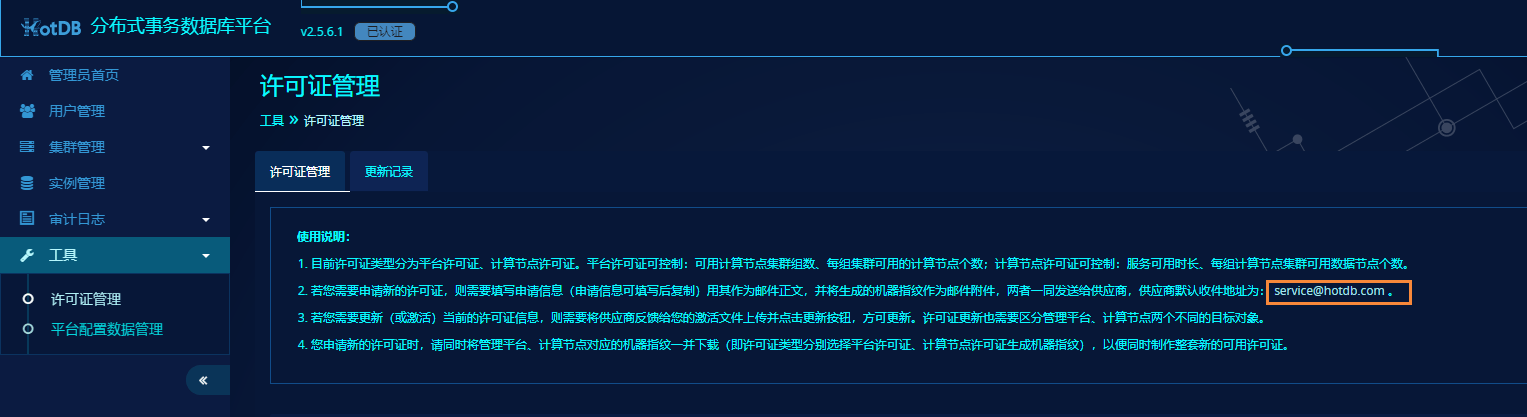 HotDB 分布式事务数据库平台 v2.5.6.1 已认证
管理员首页
用户管理
集群管理
实例管理
审计日志
工具
许可证管理
平台配置数据管理
«
许可证管理
工具 » 许可证管理
许可证管理 更新记录
使用说明：
1. 目前许可证类型分为平台许可证、计算节点许可证。平台许可证可控制：可用计算节点集群组数、每组集群可用的计算节点个数；计算节点许可证可控制：服务可用时长、每组计算节点集群可用数据节点个数。
2. 若您需要申请新的许可证，则需要填写申请信息（申请信息可填写后复制）用其作为邮件正文，并将生成的机器指纹作为邮件附件，两者一同发送给供应商，供应商默认收件地址为：service@hotdb.com 。
3. 若您需要更新（或激活）当前的许可证信息，则需要将供应商反馈给您的激活文件上传并点击更新按钮，方可更新。许可证更新也需要区分管理平台、计算节点两个不同的目标对象。
4. 您申请新的许可证时，请同时将管理平台、计算节点对应的机器指纹一并下载（即许可证类型分别选择平台许可证、计算节点许可证生成机器指纹），以便同时制作整套新的可用许可证。